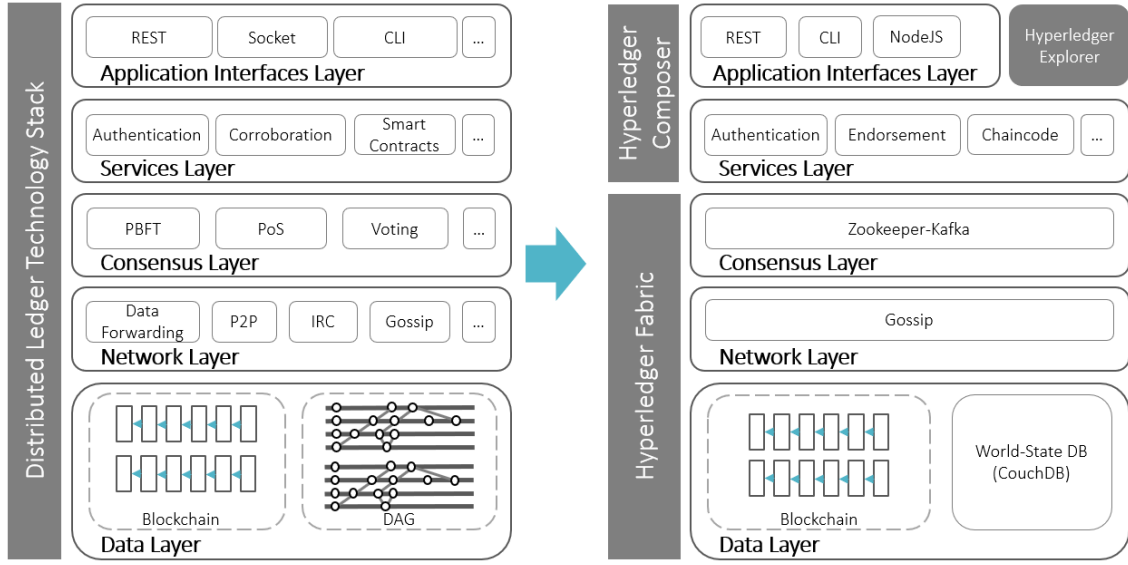 Distributed Ledger Technology Stack
REST
Socket
CLI
...
Application Interfaces Layer
Authentication
Corroboration
Smart
Contracts
...
Services Layer
PBFT
PoS
Voting
...
Consensus Layer
Data
Forwarding
P2P
IRC
Gossip
...
Network Layer
Blockchain
DAG
Data Layer
Hyperledger
Composer
REST
CLI
NodeJS
Application Interfaces Layer
Hyperledger
Explorer
Authentication
Endorsement
Chaincode
...
Services Layer
Hyperledger Fabric
Zookeeper-Kafka
Consensus Layer
Gossip
Network Layer
Blockchain
World-State DB
(CouchDB)
Data Layer